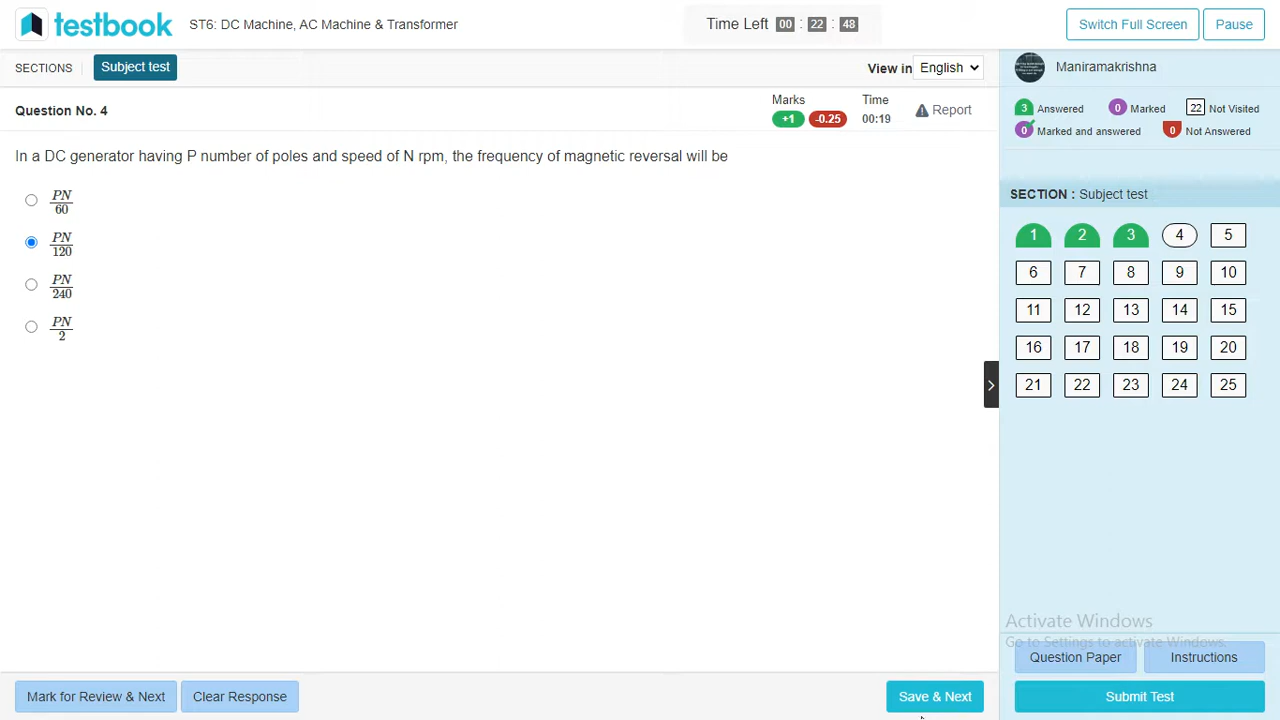 testbook
ST6: DC Machine, AC Machine & Transformer
Time Left 00 : 22 : 48
Switch Full Screen
Pause
SECTIONS
Subject test
View in English
Maniramakrishna
Question No. 4
Marks
+1 -0.25
Time
00:19
Report
3 Answered
0 Marked
22 Not Visited
0 Marked and answered
0 Not Answered
In a DC generator having P number of poles and speed of N rpm, the frequency of magnetic reversal will be
PN
60
PN
120
PN
240
PN
2
SECTION : Subject test
1 2 3 4 5
6 7 8 9 10
11 12 13 14 15
16 17 18 19 20
21 22 23 24 25
Activate Windows
Go to Settings to activate Windows.
Question Paper
Instructions
Mark for Review & Next
Clear Response
Save & Next
Submit Test